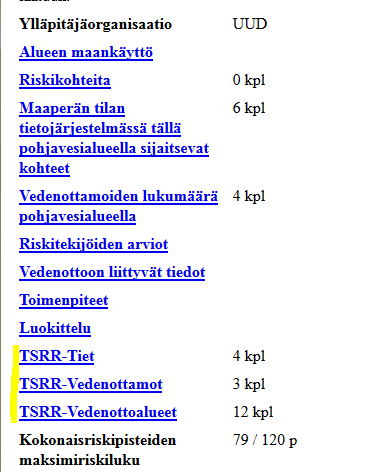 Ylläpitäjäorganisaatio UUD
Alueen maankäyttö
Riskikohteita 0 kpl
Maaperän tilan 6 kpl
tietojärjestelmässä tällä
pohjavesialueella sijaitsevat
kohteet
Vedenottamoiden lukumäärä 4 kpl
pohjavesialueella
Riskitekijöiden arviot
Vedenottoon liittyvät tiedot
Toimenpiteet
Luokittelu
TSRR-Tiet 4 kpl
TSRR-Vedenottamot 3 kpl
TSRR-Vedenottoalueet 12 kpl
Kokonaisriskipisteiden 79 / 120 p
maksimiriskiluku